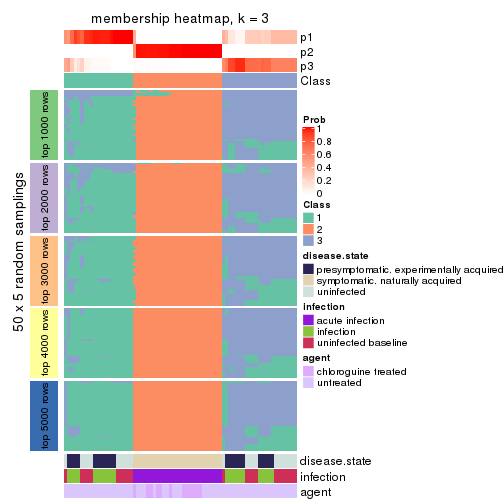 membership heatmap, k = 3
p1
p2
p3
Class
50 x 5 random samplings
top 1000 rows
top 2000 rows
top 3000 rows
top 4000 rows
top 5000 rows
Prob
1
0.8
0.6
0.4
0.2
0
Class
1
2
3
disease.state
presymptomatic. experimentally acquired
symptomatic. naturally acquired
uninfected
infection
acute infection
infection
uninfected baseline
agent
chloroguine treated
untreated
disease.state
infection
agent